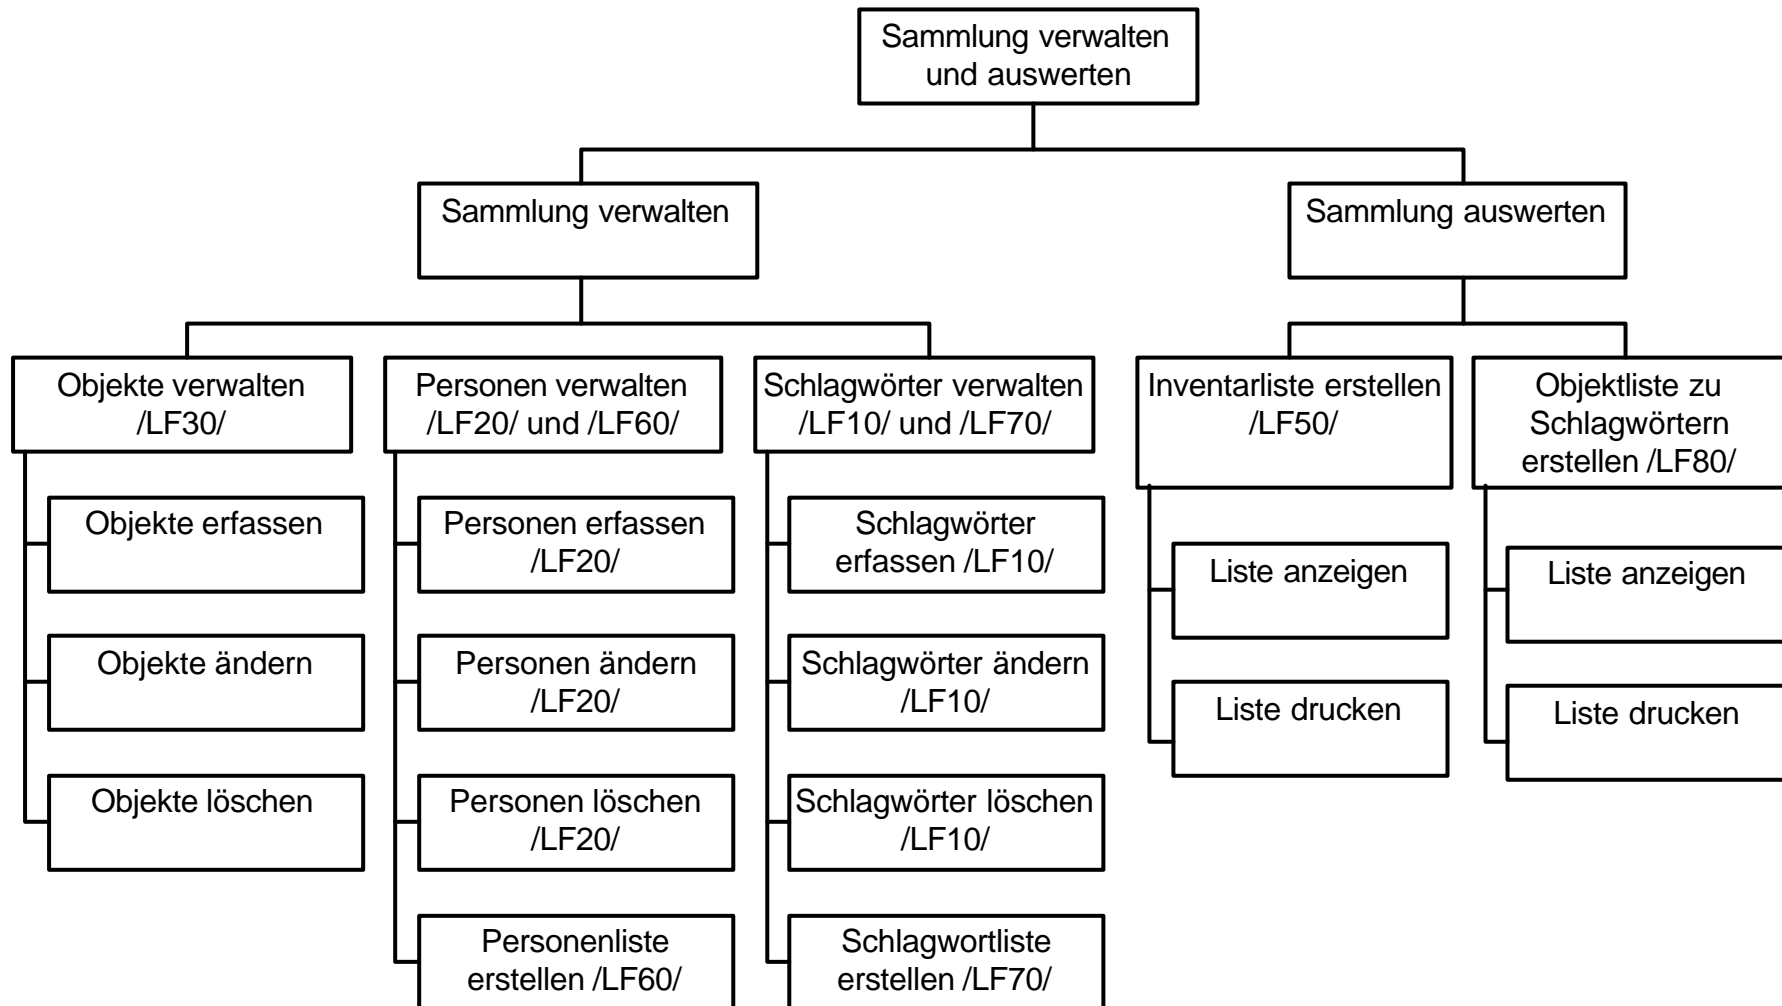 Sammlung verwalten
und auswerten
Sammlung verwalten
Sammlung auswerten
Objekte verwalten
/LF30/
Personen verwalten
/LF20/ und /LF60/
Schlagwörter verwalten
/LF10/ und /LF70/
Inventarliste erstellen
/LF50/
Objektliste zu
Schlagwörtern
erstellen /LF80/
Objekte erfassen
Personen erfassen
/LF20/
Schlagwörter
erfassen /LF10/
Liste anzeigen
Liste anzeigen
Objekte ändern
Personen ändern
/LF20/
Schlagwörter ändern
/LF10/
Liste drucken
Liste drucken
Objekte löschen
Personen löschen
/LF20/
Schlagwörter löschen
/LF10/
Personenliste
erstellen /LF60/
Schlagwortliste
erstellen /LF70/